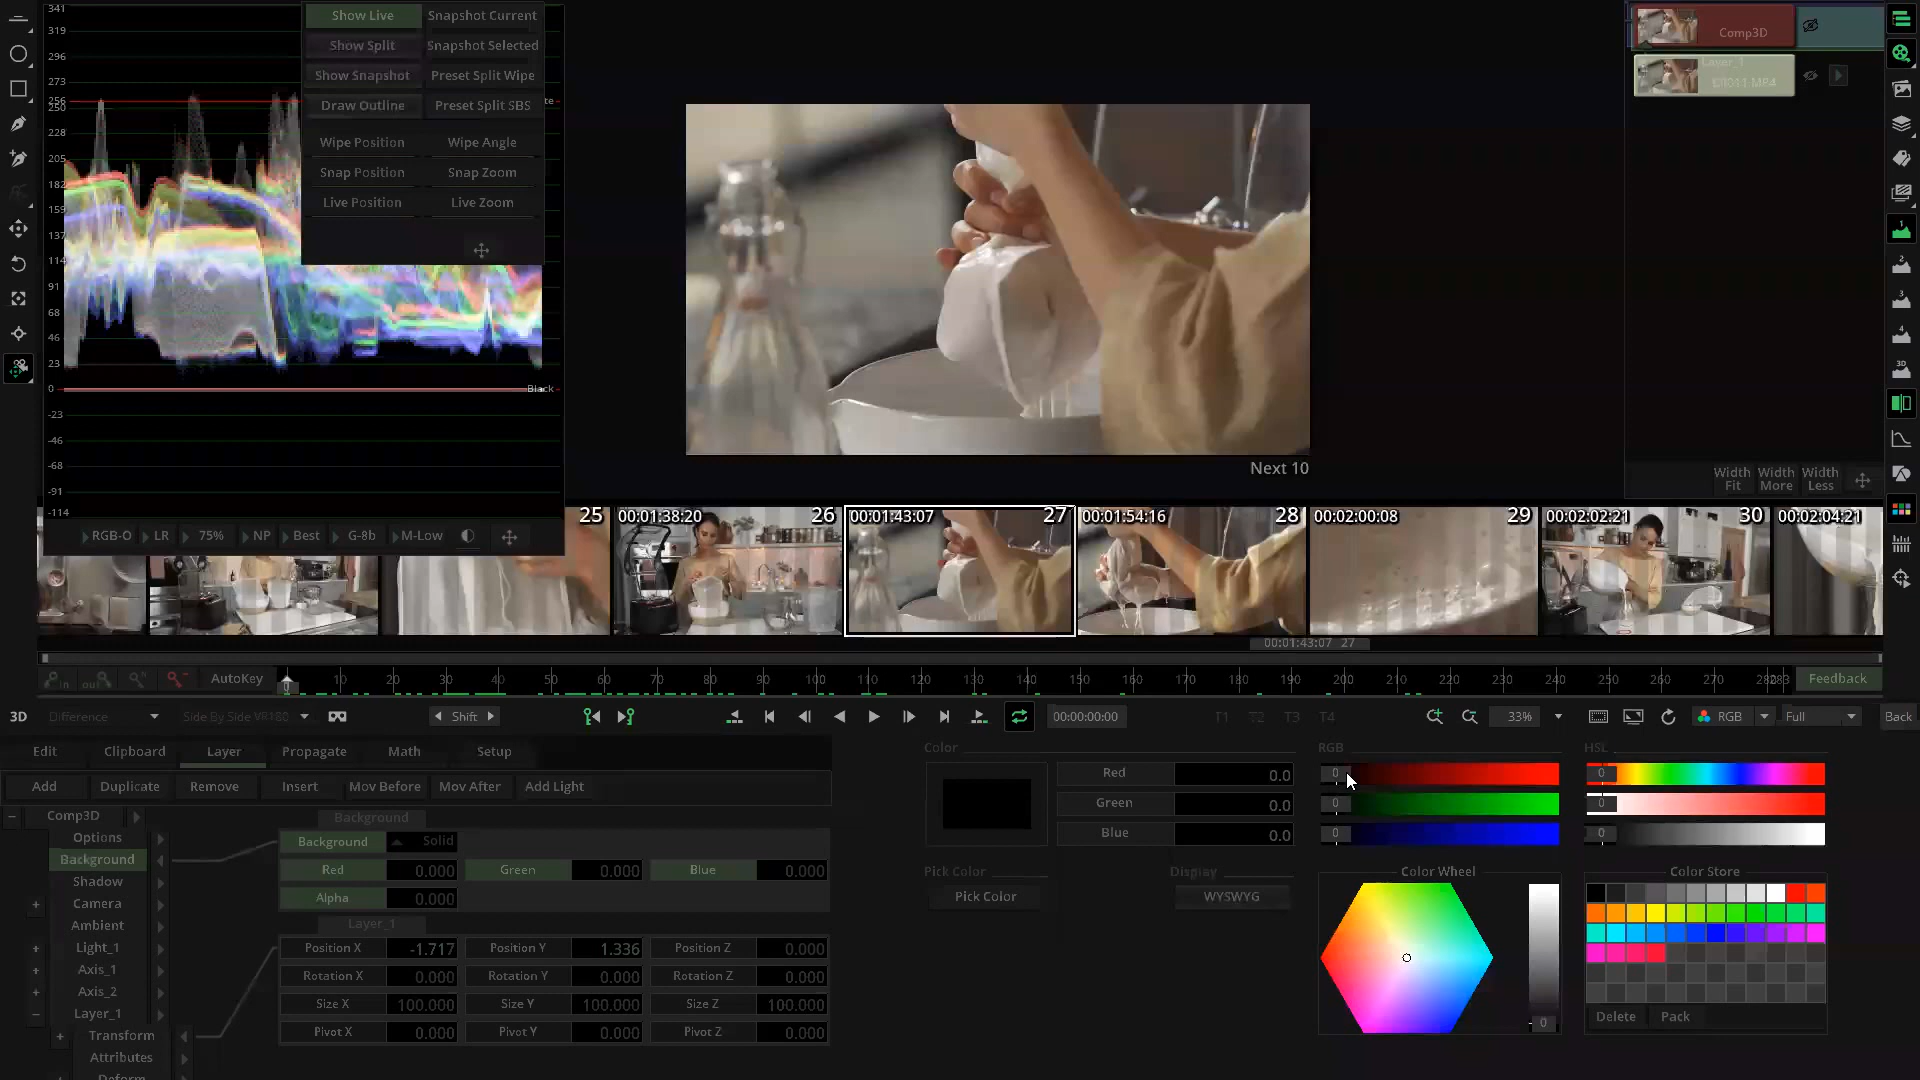 341
319
296
273
256
250
228
205
182
159
137
114
91
68
46
23
0
-23
-46
-68
-91
-114
Black
te
Show Live Snapshot Current
Show Split Snapshot Selected
Show Snapshot Preset Split Wipe
Draw Outline Preset Split SBS
Wipe Position Wipe Angle
Snap Position Snap Zoom
Live Position Live Zoom
RGB-O LR 75% NP Best G-8b M-Low
Next 10
Comp3D
Layer_1
Width Fit Width More Width Less
1
2
3
4
3D
25
00:01:38:20 26
00:01:43:07 27
00:01:54:16 28
00:02:00:08 29
00:02:02:21 30
00:02:04:21
00:01:43:07 27
in out AutoKey 0 10 20 30 40 50 60 70 80 90 100 110 120 130 140 150 160 170 180 190 200 210 220 230 240 250 260 270 283 Feedback
3D Difference Side By Side VR180 Shift 00:00:00:00 T1 T2 T3 T4 33% RGB Full Back
Edit Clipboard Layer Propagate Math Setup
Add Duplicate Remove Insert Mov Before Mov After Add Light
Comp3D
Options
Background
Shadow
Camera
Ambient
Light_1
Axis_1
Axis_2
Layer_1
Transform
Attributes
Deform
Background
Background Solid
Red 0.000 Green 0.000 Blue 0.000
Alpha 0.000
Layer_1
Position X -1.717 Position Y 1.336 Position Z 0.000
Rotation X 0.000 Rotation Y 0.000 Rotation Z 0.000
Size X 100.000 Size Y 100.000 Size Z 100.000
Pivot X 0.000 Pivot Y 0.000 Pivot Z 0.000
Color
Red 0.0
Green 0.0
Blue 0.0
Pick Color
Pick Color
Display
WYSWYG
RGB
0
0
0
HSL
0
0
0
Color Wheel
0
Color Store
Delete Pack